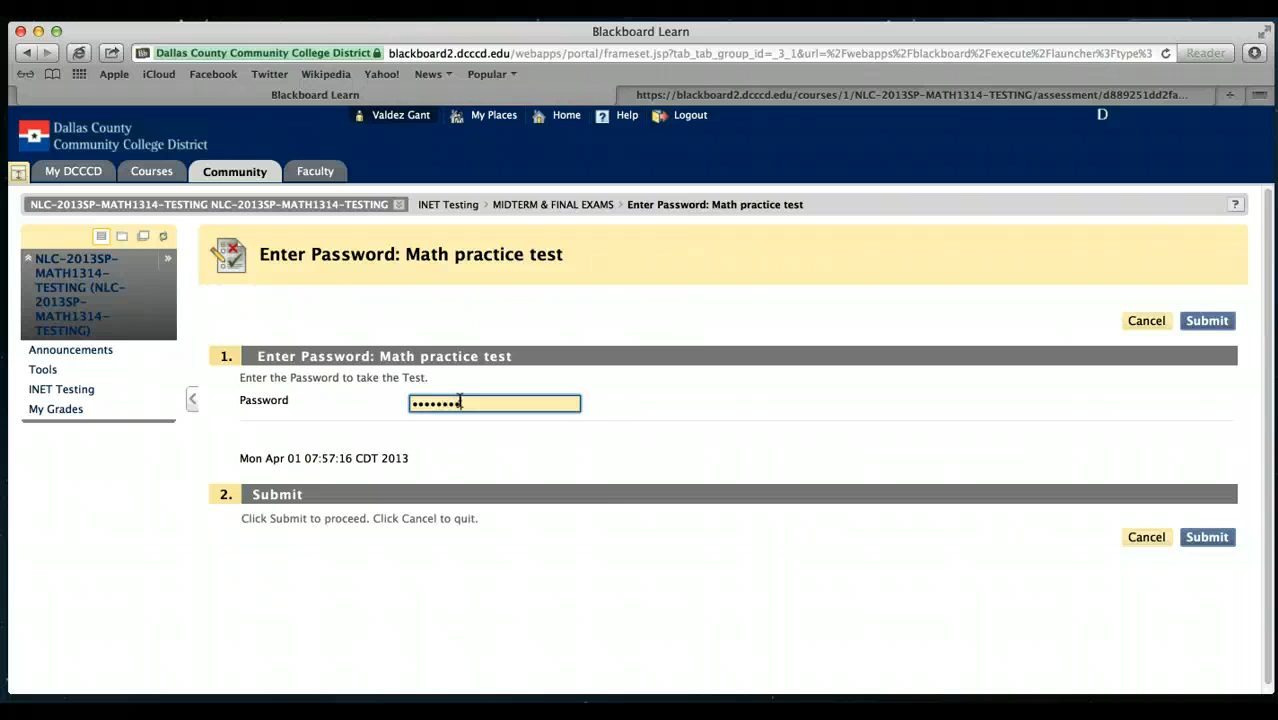 Blackboard Learn
Dallas County Community College District blackboard2.dcccd.edu/webapps/portal/frameset.jsp?tab_tab_group_id=_3_1&url=%2Fwebapps%2Fblackboard%2Fexecute%2Flauncher%3Ftype%3 Reader
Apple iCloud Facebook Twitter Wikipedia Yahoo! News Popular
Blackboard Learn https://blackboard2.dcccd.edu/courses/1/NLC-2013SP-MATH1314-TESTING/assessment/d889251dd2fa...
Valdez Gant My Places Home ? Help Logout D
Dallas County
Community College District
My DCCCD Courses Community Faculty
NLC-2013SP-MATH1314-TESTING NLC-2013SP-MATH1314-TESTING INET Testing > MIDTERM & FINAL EXAMS > Enter Password: Math practice test ?
Enter Password: Math practice test
NLC-2013SP-
MATH1314-
TESTING (NLC-
2013SP-
MATH1314-
TESTING)
Announcements
Tools
INET Testing
My Grades
Cancel Submit
1. Enter Password: Math practice test
Enter the Password to take the Test.
Password ••••••••
Mon Apr 01 07:57:16 CDT 2013
2. Submit
Click Submit to proceed. Click Cancel to quit.
Cancel Submit